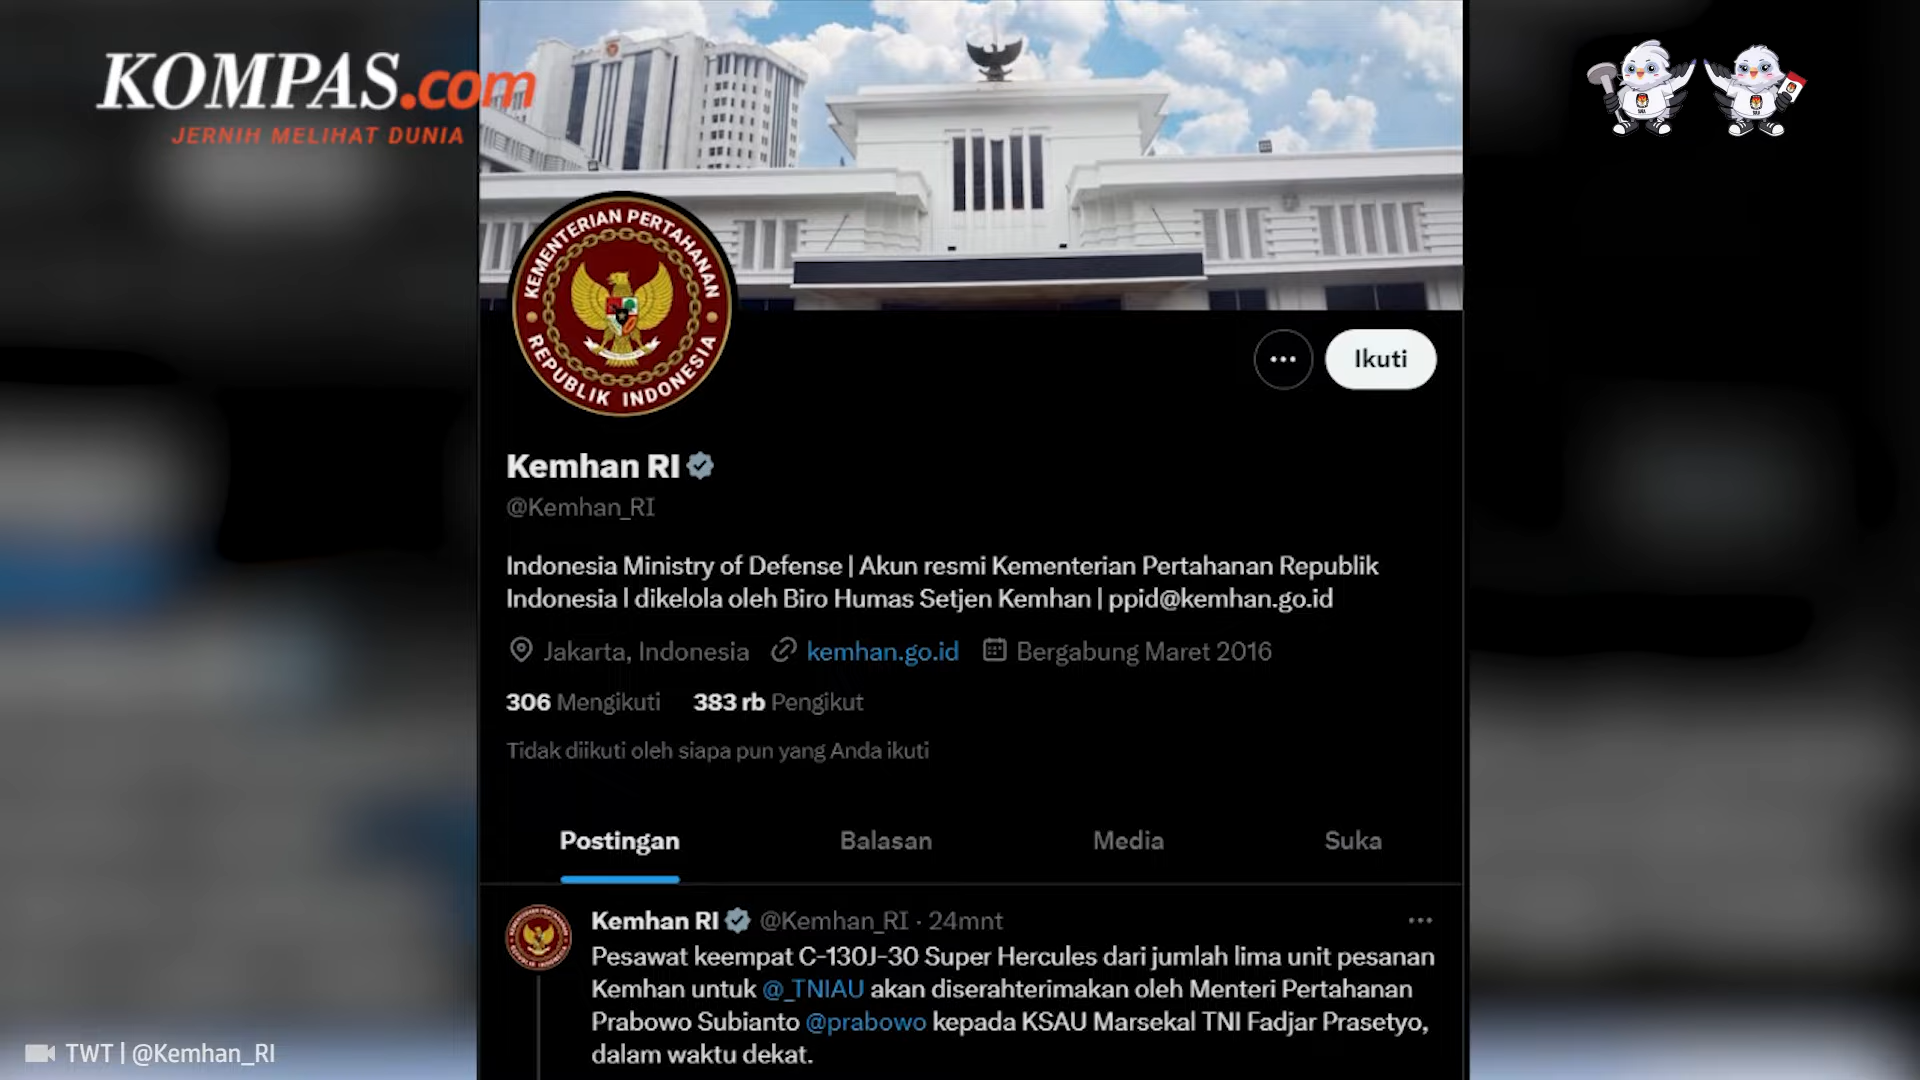 KOMPAS.com
JERNIH MELIHAT DUNIA
KEMENTERIAN PERTAHANAN
REPUBLIK INDONESIA
Ikuti
Kemhan RI
@Kemhan_RI
Indonesia Ministry of Defense | Akun resmi Kementerian Pertahanan Republik
Indonesia | dikelola oleh Biro Humas Setjen Kemhan | ppid@kemhan.go.id
Jakarta, Indonesia kemhan.go.id Bergabung Maret 2016
306 Mengikuti 383 rb Pengikut
Tidak diikuti oleh siapa pun yang Anda ikuti
Postingan Balasan Media Suka
Kemhan RI @Kemhan_RI · 24mnt
Pesawat keempat C-130J-30 Super Hercules dari jumlah lima unit pesanan
Kemhan untuk @_TNIAU akan diserahterimakan oleh Menteri Pertahanan
Prabowo Subianto @prabowo kepada KSAU Marsekal TNI Fadjar Prasetyo,
dalam waktu dekat.
TWT | @Kemhan_RI